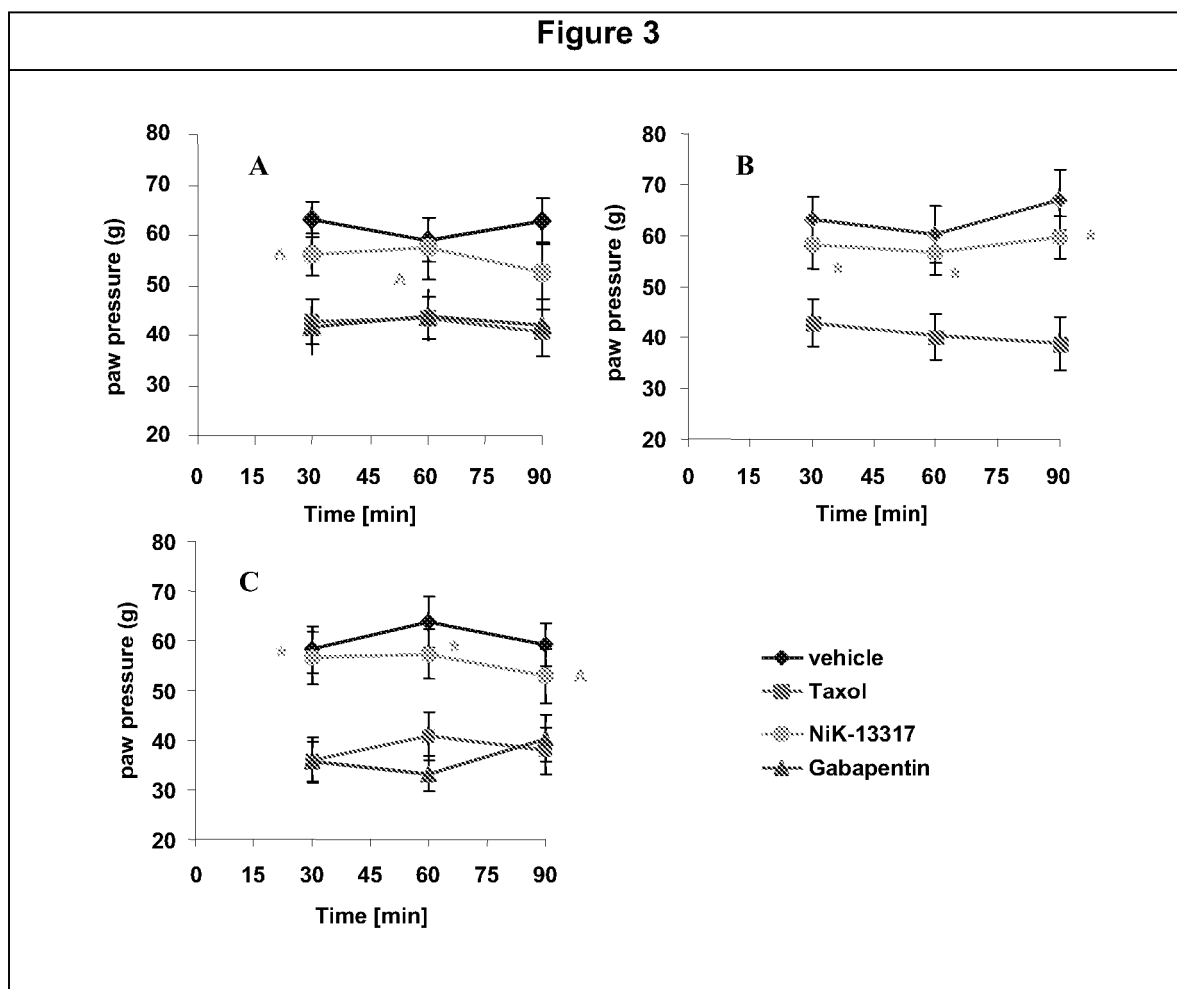 Figure 3
A
80
70
60
50
40
30
20
paw pressure (g)
^
^
0 15 30 45 60 75 90
Time [min]
B
80
70
60
50
40
30
20
paw pressure (g)
*
*
*
0 15 30 45 60 75 90
Time [min]
C
80
70
60
50
40
30
20
paw pressure (g)
*
*
^
0 15 30 45 60 75 90
Time [min]
vehicle
Taxol
NiK-13317
Gabapentin